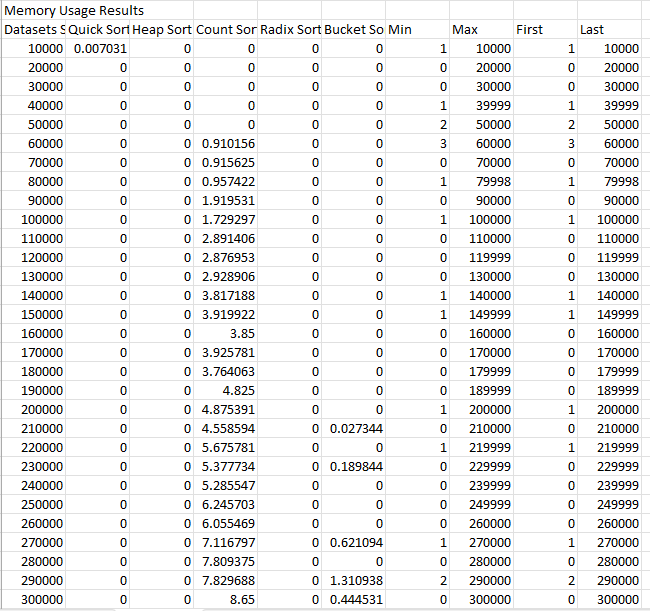 Memory Usage Results
Datasets S Quick Sort Heap Sort Count Sor Radix Sort Bucket So Min Max First Last
10000 0.007031 0 0 0 0 1 10000 1 10000
20000 0 0 0 0 0 0 20000 0 20000
30000 0 0 0 0 0 0 30000 0 30000
40000 0 0 0 0 0 1 39999 1 39999
50000 0 0 0 0 0 2 50000 2 50000
60000 0 0 0.910156 0 0 3 60000 3 60000
70000 0 0 0.915625 0 0 0 70000 0 70000
80000 0 0 0.957422 0 0 1 79998 1 79998
90000 0 0 1.919531 0 0 0 90000 0 90000
100000 0 0 1.729297 0 0 1 100000 1 100000
110000 0 0 2.891406 0 0 0 110000 0 110000
120000 0 0 2.876953 0 0 0 119999 0 119999
130000 0 0 2.928906 0 0 0 130000 0 130000
140000 0 0 3.817188 0 0 1 140000 1 140000
150000 0 0 3.919922 0 0 1 149999 1 149999
160000 0 0 3.85 0 0 0 160000 0 160000
170000 0 0 3.925781 0 0 0 170000 0 170000
180000 0 0 3.764063 0 0 0 179999 0 179999
190000 0 0 4.825 0 0 0 189999 0 189999
200000 0 0 4.875391 0 0 1 200000 1 200000
210000 0 0 4.558594 0 0.027344 0 210000 0 210000
220000 0 0 5.675781 0 0 1 219999 1 219999
230000 0 0 5.377734 0 0.189844 0 229999 0 229999
240000 0 0 5.285547 0 0 0 239999 0 239999
250000 0 0 6.245703 0 0 0 249999 0 249999
260000 0 0 6.055469 0 0 0 260000 0 260000
270000 0 0 7.116797 0 0.621094 1 270000 1 270000
280000 0 0 7.809375 0 0 0 280000 0 280000
290000 0 0 7.829688 0 1.310938 2 290000 2 290000
300000 0 0 8.65 0 0.444531 0 300000 0 300000